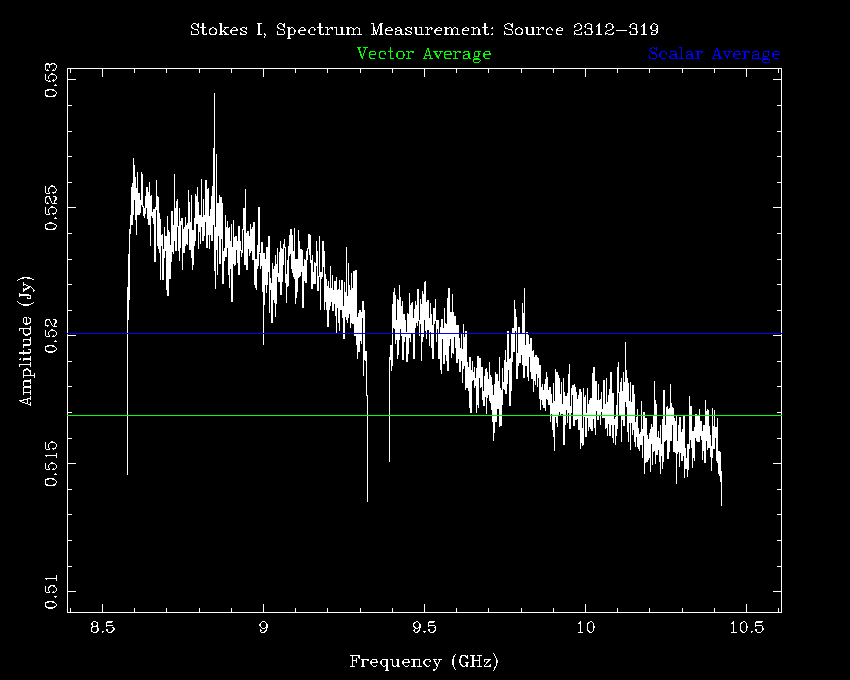 Stokes I, Spectrum Measurement: Source 2312−319
Vector Average
Scalar Average
0.53
0.525
0.52
0.515
0.51
Amplitude (Jy)
8.5 9 9.5 10 10.5
Frequency (GHz)